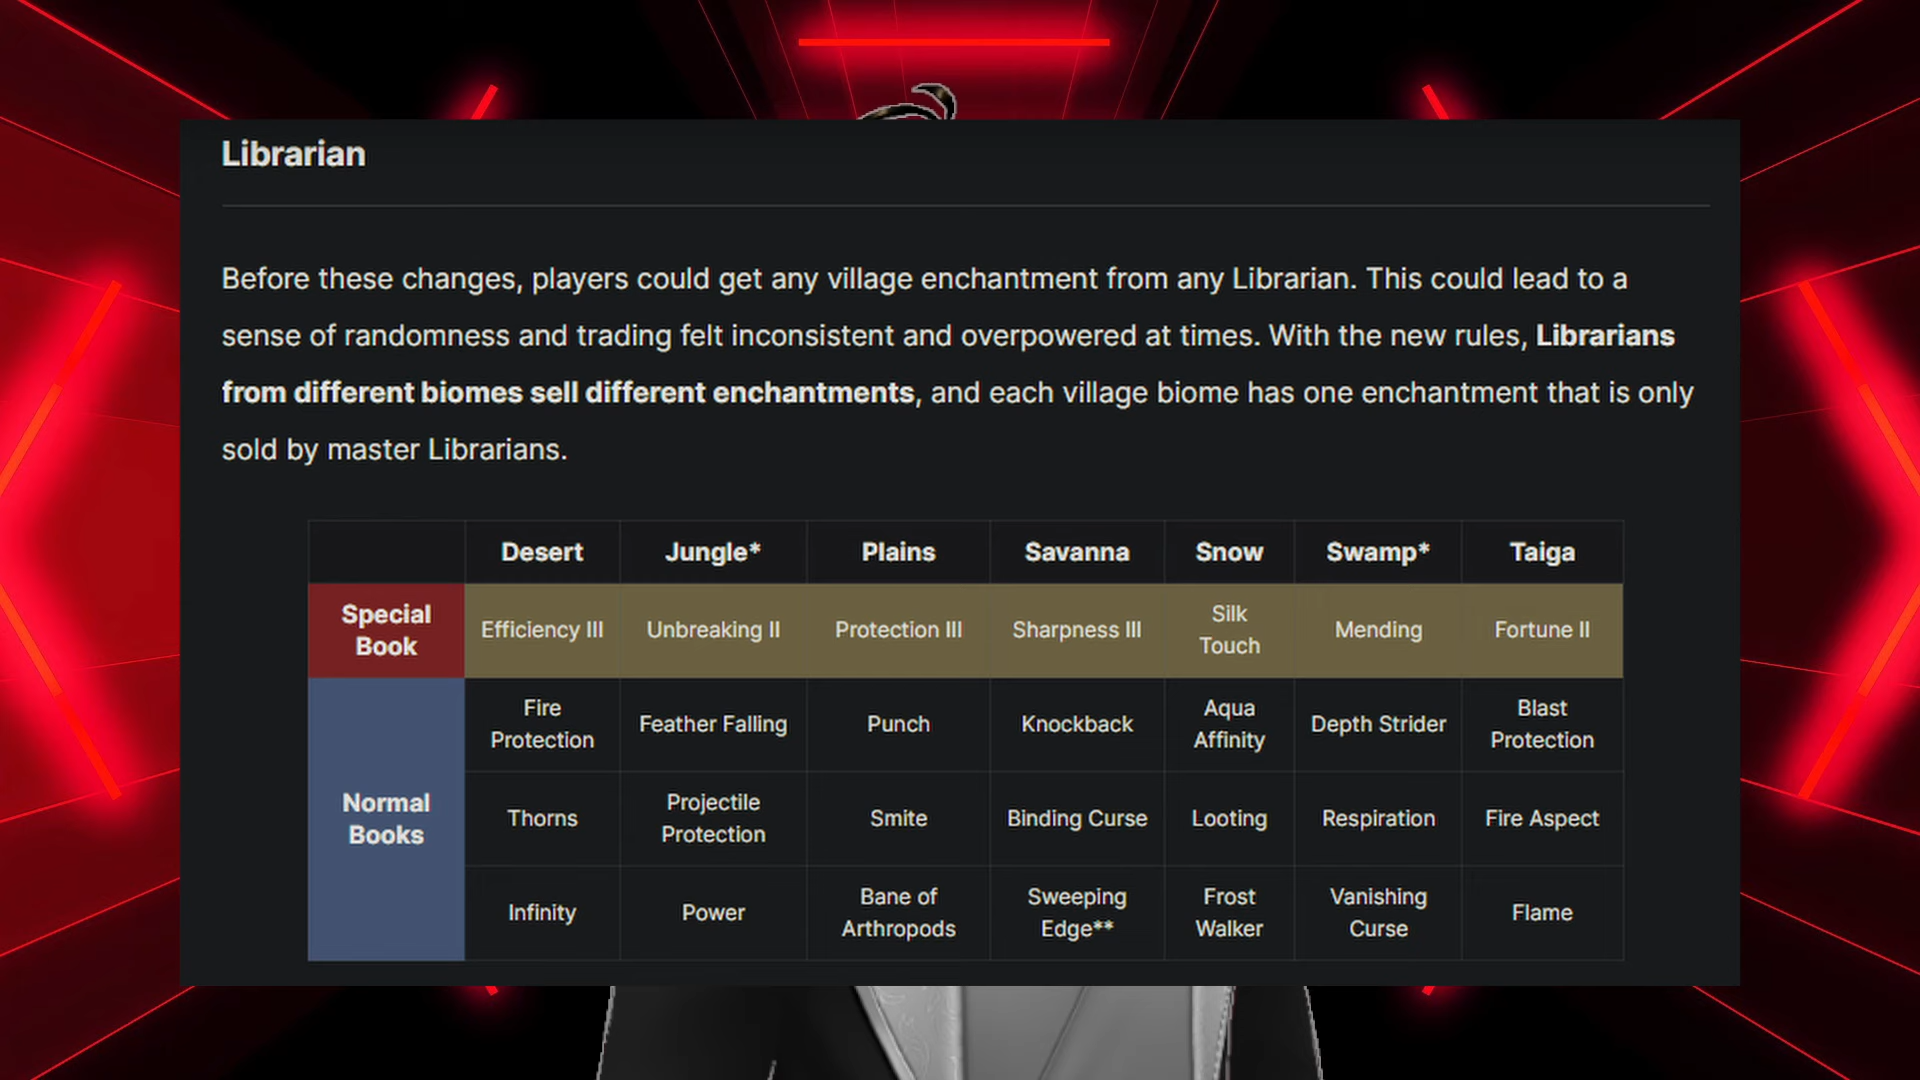 Librarian
Before these changes, players could get any village enchantment from any Librarian. This could lead to a
sense of randomness and trading felt inconsistent and overpowered at times. With the new rules, Librarians
from different biomes sell different enchantments, and each village biome has one enchantment that is only
sold by master Librarians.
Desert Jungle* Plains Savanna Snow Swamp* Taiga
Special Book Efficiency III Unbreaking II Protection III Sharpness III Silk Touch Mending Fortune II
Normal Books Fire Protection Feather Falling Punch Knockback Aqua Affinity Depth Strider Blast Protection
Thorns Projectile Protection Smite Binding Curse Looting Respiration Fire Aspect
Infinity Power Bane of Arthropods Sweeping Edge** Frost Walker Vanishing Curse Flame